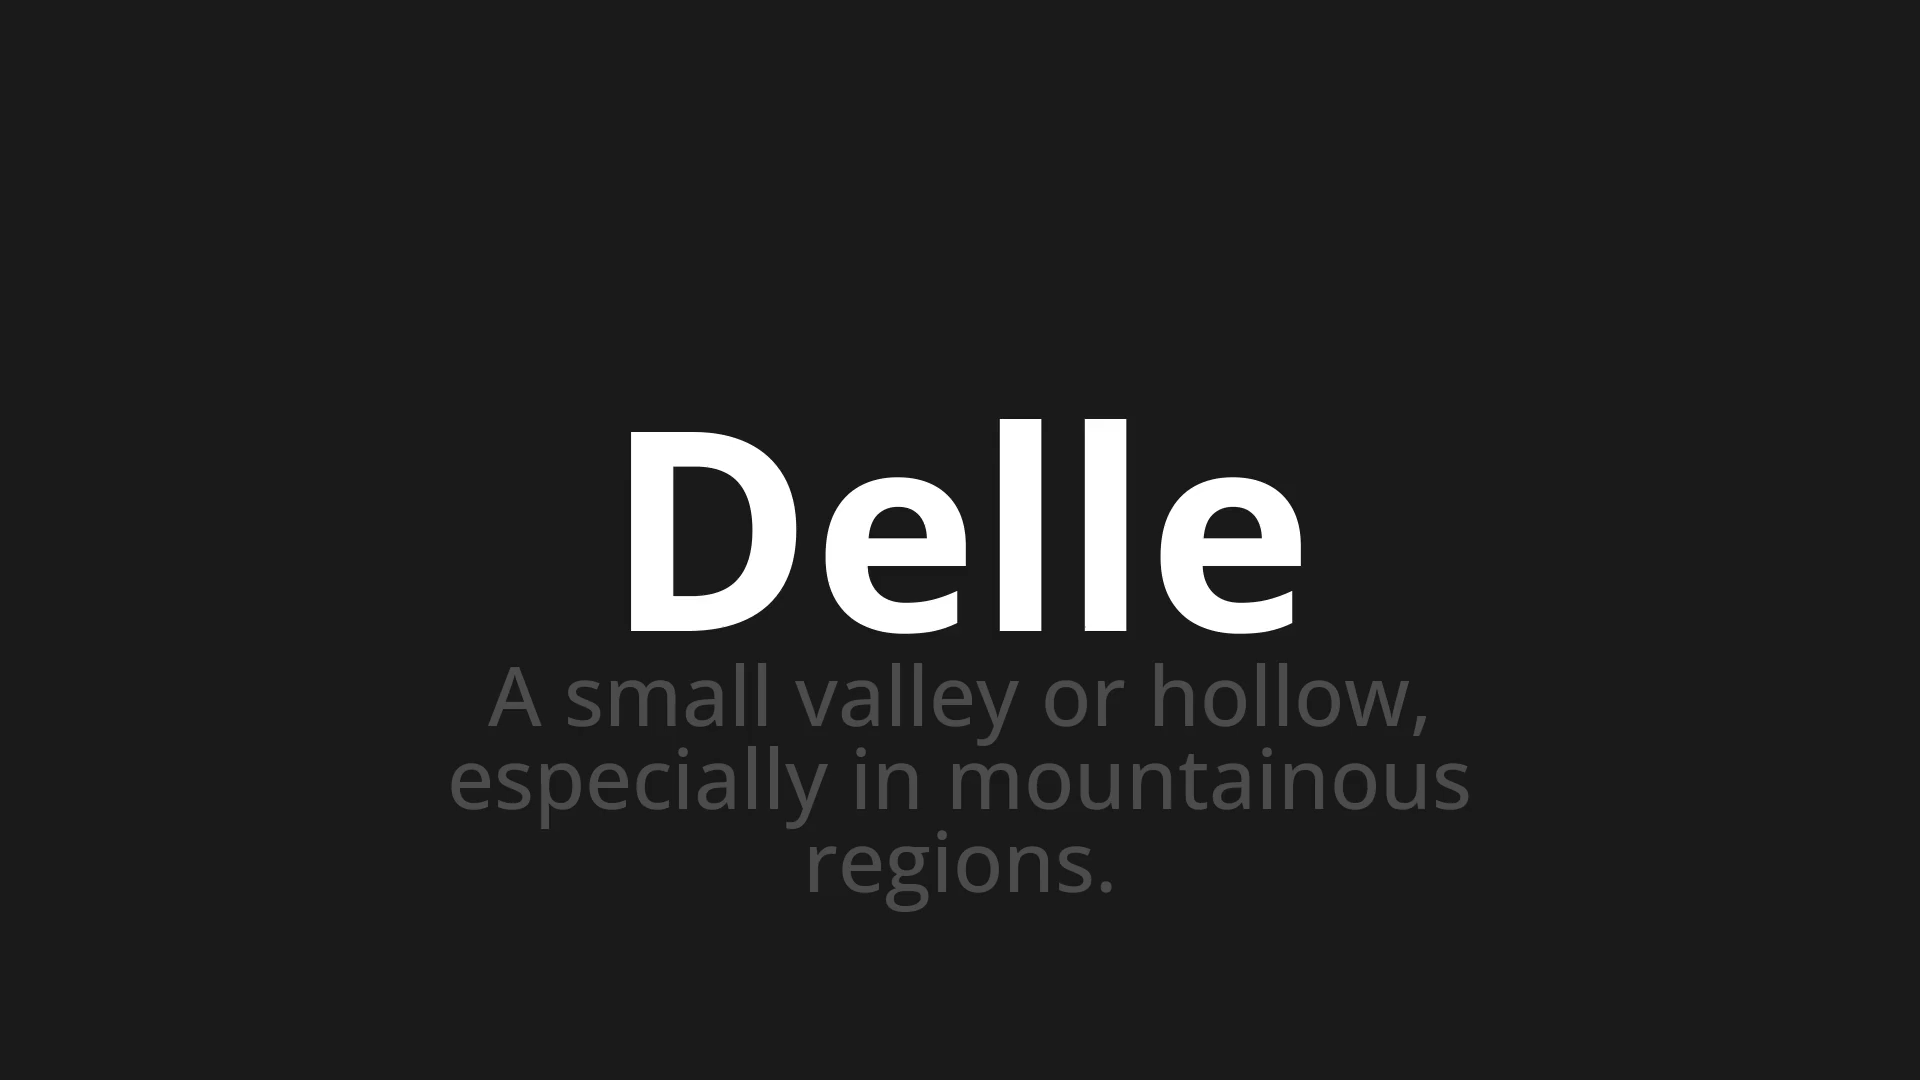 Delle
A small valley or hollow,
especially in mountainous
regions.